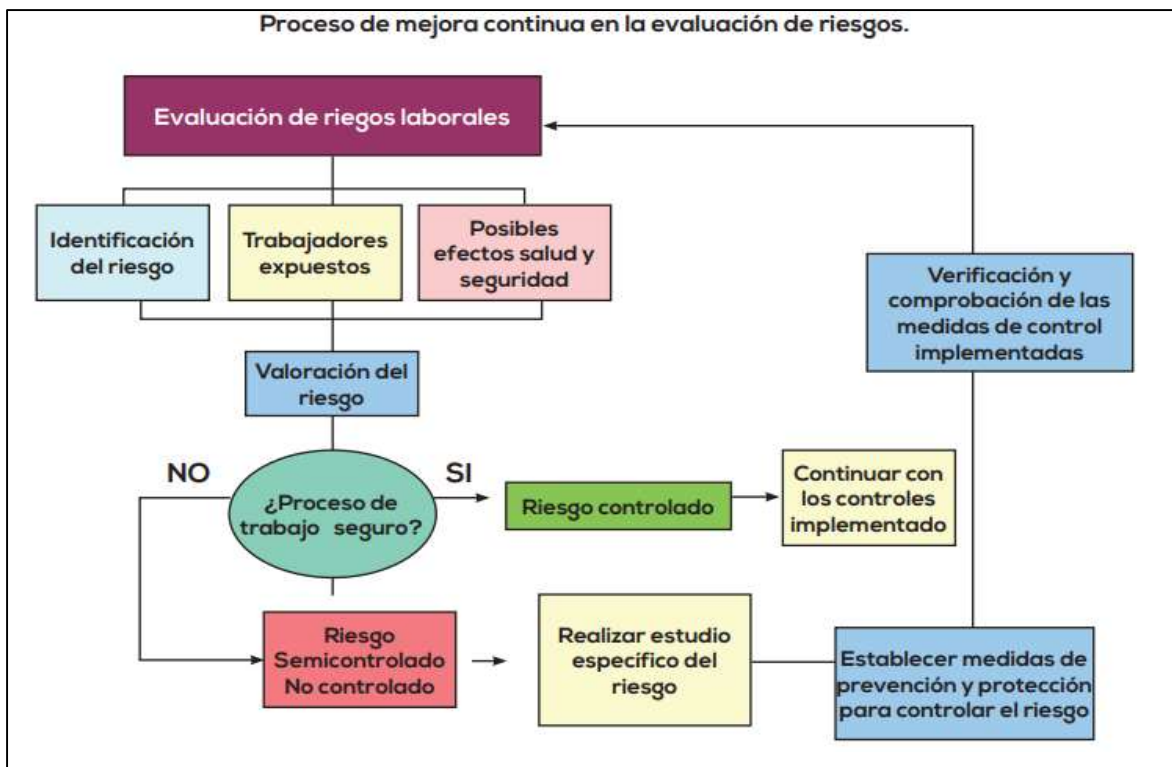 Proceso de mejora continua en la evaluación de riesgos.
Evaluación de riegos laborales
Identificación
del riesgo
Trabajadores
expuestos
Posibles
efectos salud y
seguridad
Verificación y
comprobación de las
medidas de control
implementadas
Valoración del
riesgo
NO
SI
¿Proceso de
trabajo seguro?
Riesgo controlado
Continuar con
los controles
implementado
Riesgo
Semicontrolado
No controlado
Realizar estudio
específico del
riesgo
Establecer medidas de
prevención y protección
para controlar el riesgo